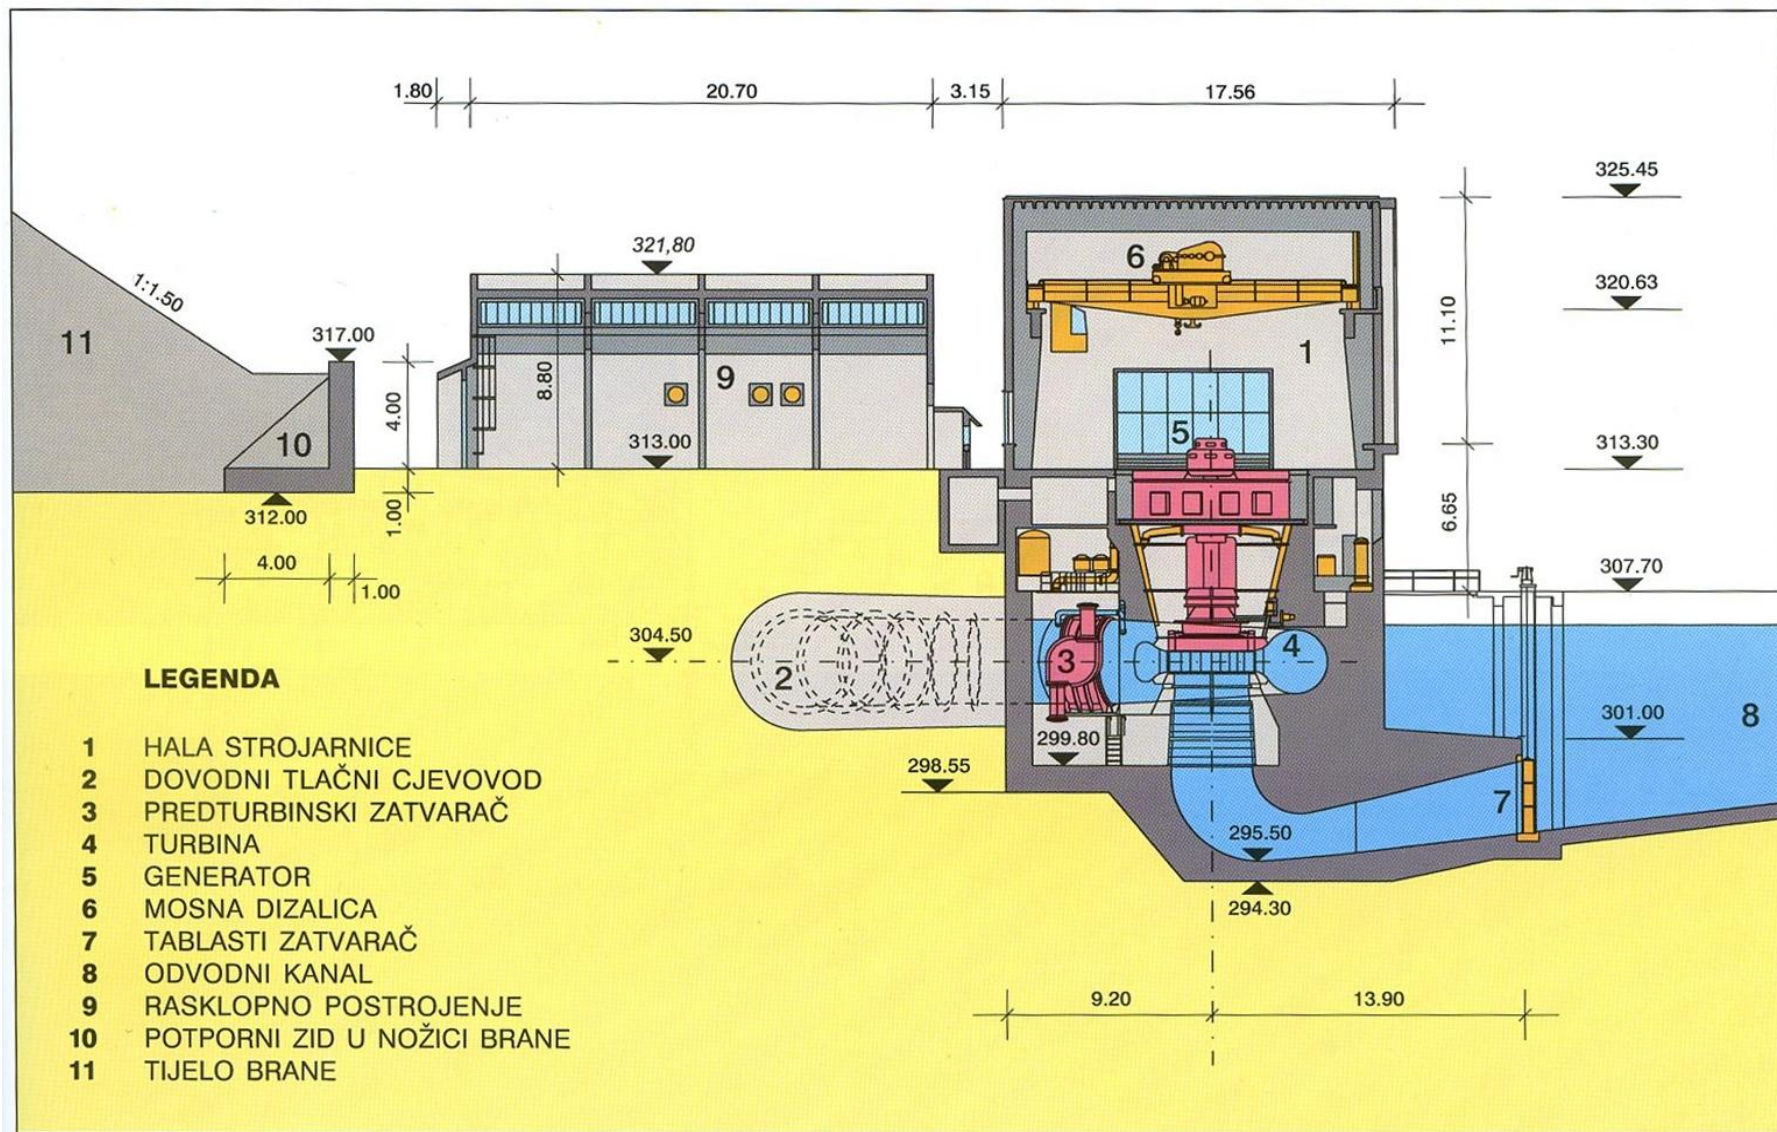 1.80 20.70 3.15 17.56
325.45
321,80
6
320.63
1:1.50
11.10
11
317.00
1
9
8.80
4.00
10
5
313.00
313.30
312.00
1.00
6.65
4.00
1.00
307.70
304.50
4
3
2
LEGENDA
301.00
8
299.80
298.55
7
295.50
294.30
1 HALA STROJARNICE
2 DOVODNI TLAČNI CJEVOVOD
3 PREDTURBINSKI ZATVARAČ
4 TURBINA
5 GENERATOR
6 MOSNA DIZALICA
7 TABLASTI ZATVARAČ
8 ODVODNI KANAL
9 RASKLOPNO POSTROJENJE
10 POTPORNI ZID U NOŽICI BRANE
11 TIJELO BRANE
9.20 13.90